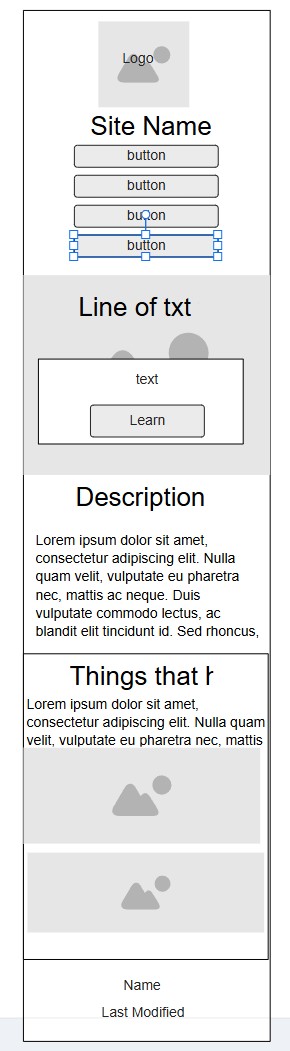 Logo
Site Name
button
button
button
button
Line of txt
text
Learn
Description
Lorem ipsum dolor sit amet,
consectetur adipiscing elit. Nulla
quam velit, vulputate eu pharetra
nec, mattis ac neque. Duis
vulputate commodo lectus, ac
blandit elit tincidunt id. Sed rhoncus,
Things that
Lorem ipsum dolor sit amet,
consectetur adipiscing elit. Nulla quam
velit, vulputate eu pharetra nec, mattis
Name
Last Modified